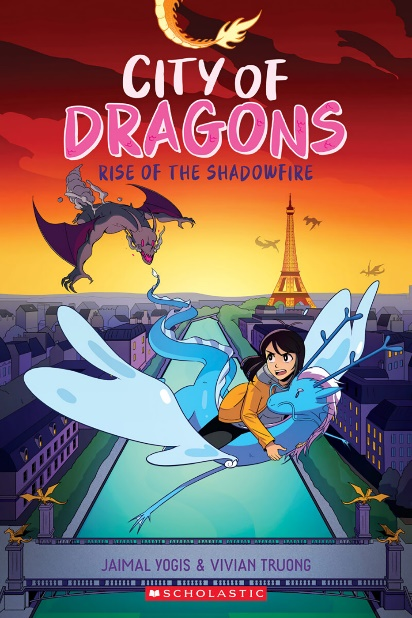 CITY OF
DRAGONS
RISE OF THE SHADOWFIRE
JAIMAL YOGIS & VIVIAN TRUONG
SCHOLASTIC